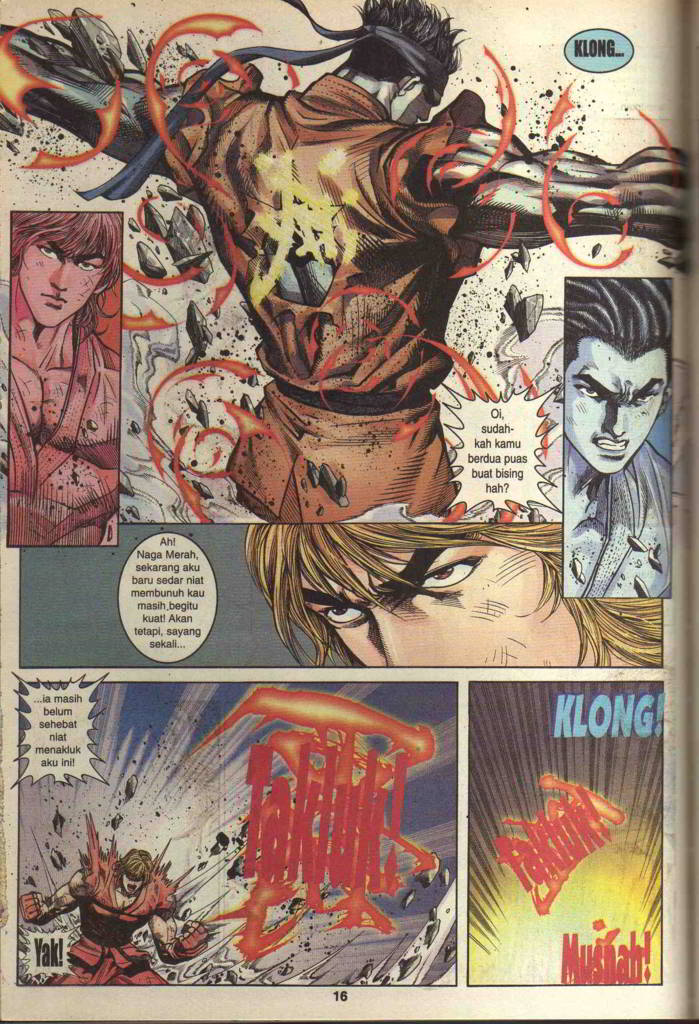 KLONG...
Oi,
sudah-
kah kamu
berdua puas
buat bising
hah?
Ah!
Naga Merah,
sekarang aku
baru sedar niat
membunuh kau
masih,begitu
kuat! Akan
tetapi, sayang
sekali...
...ia masih
belum
sehebat
niat
menakluk
aku ini!
Takluk!
Yak!
KLONG!
Takluk!
Musnah!
16